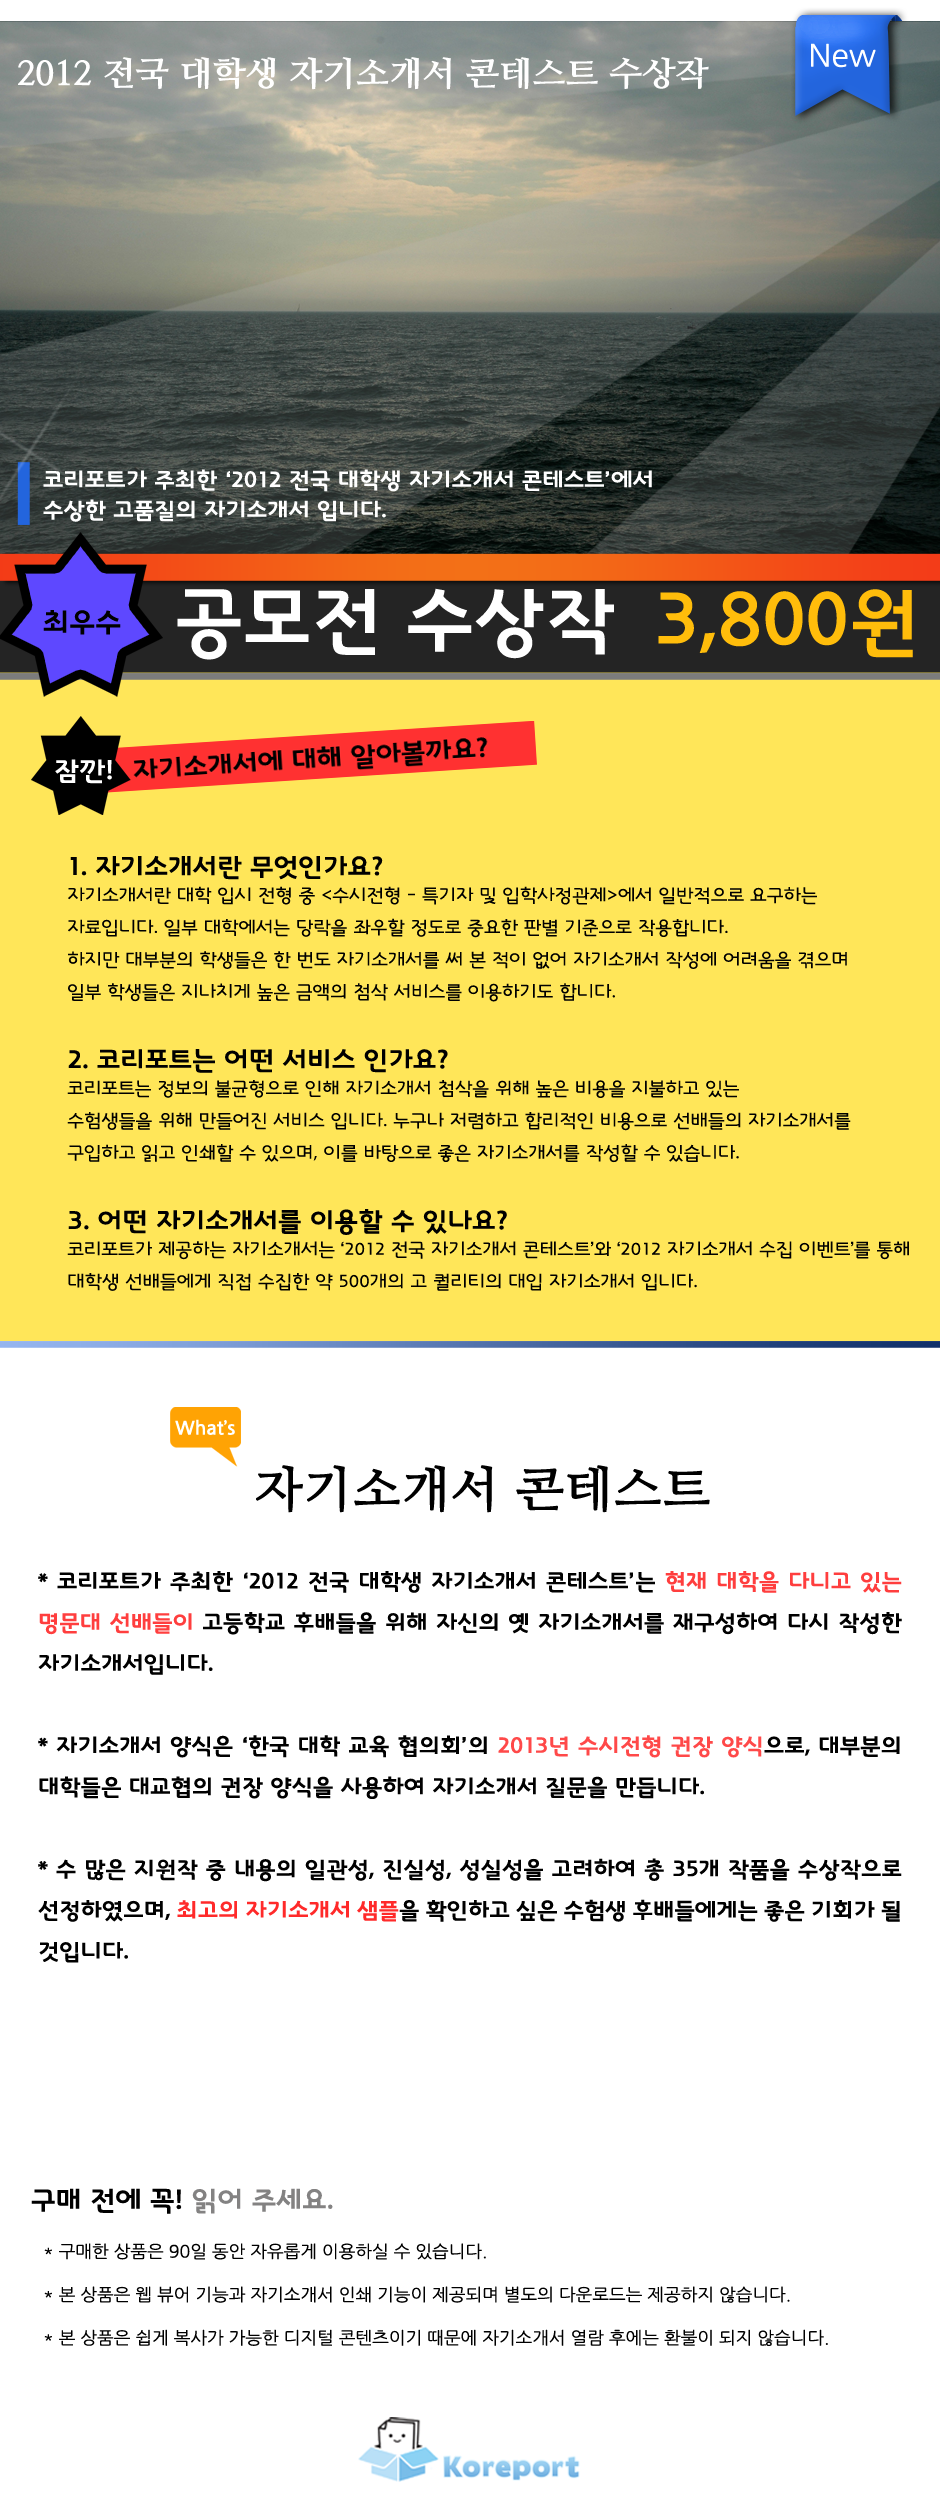 2012 전국 대학생 자기소개서 콘테스트 수상작
New
코리포트가 주최한 ‘2012 전국 대학생 자기소개서 콘테스트’에서
수상한 고품질의 자기소개서 입니다.
최우수
공모전 수상작 3,800원
잠깐!
자기소개서에 대해 알아볼까요?
1. 자기소개서란 무엇인가요?
자기소개서란 대학 입시 전형 중 <수시전형 - 특기자 및 입학사정관제>에서 일반적으로 요구하는
자료입니다. 일부 대학에서는 당락을 좌우할 정도로 중요한 판별 기준으로 작용합니다.
하지만 대부분의 학생들은 한 번도 자기소개서를 써 본 적이 없어 자기소개서 작성에 어려움을 겪으며
일부 학생들은 지나치게 높은 금액의 첨삭 서비스를 이용하기도 합니다.
2. 코리포트는 어떤 서비스 인가요?
코리포트는 정보의 불균형으로 인해 자기소개서 첨삭을 위해 높은 비용을 지불하고 있는
수험생들을 위해 만들어진 서비스 입니다. 누구나 저렴하고 합리적인 비용으로 선배들의 자기소개서를
구입하고 읽고 인쇄할 수 있으며, 이를 바탕으로 좋은 자기소개서를 작성할 수 있습니다.
3. 어떤 자기소개서를 이용할 수 있나요?
코리포트가 제공하는 자기소개서는 ‘2012 전국 자기소개서 콘테스트’와 ‘2012 자기소개서 수집 이벤트’를 통해
대학생 선배들에게 직접 수집한 약 500개의 고 퀄리티의 대입 자기소개서 입니다.
What's
자기소개서 콘테스트
* 코리포트가 주최한 ‘2012 전국 대학생 자기소개서 콘테스트’는 현재 대학을 다니고 있는
명문대 선배들이 고등학교 후배들을 위해 자신의 옛 자기소개서를 재구성하여 다시 작성한
자기소개서입니다.
* 자기소개서 양식은 ‘한국 대학 교육 협의회’의 2013년 수시전형 권장 양식으로, 대부분의
대학들은 대교협의 권장 양식을 사용하여 자기소개서 질문을 만듭니다.
* 수 많은 지원작 중 내용의 일관성, 진실성, 성실성을 고려하여 총 35개 작품을 수상작으로
선정하였으며, 최고의 자기소개서 샘플을 확인하고 싶은 수험생 후배들에게는 좋은 기회가 될
것입니다.
구매 전에 꼭! 읽어 주세요.
* 구매한 상품은 90일 동안 자유롭게 이용하실 수 있습니다.
* 본 상품은 웹 뷰어 기능과 자기소개서 인쇄 기능이 제공되며 별도의 다운로드는 제공하지 않습니다.
* 본 상품은 쉽게 복사가 가능한 디지털 콘텐츠이기 때문에 자기소개서 열람 후에는 환불이 되지 않습니다.
Koreport